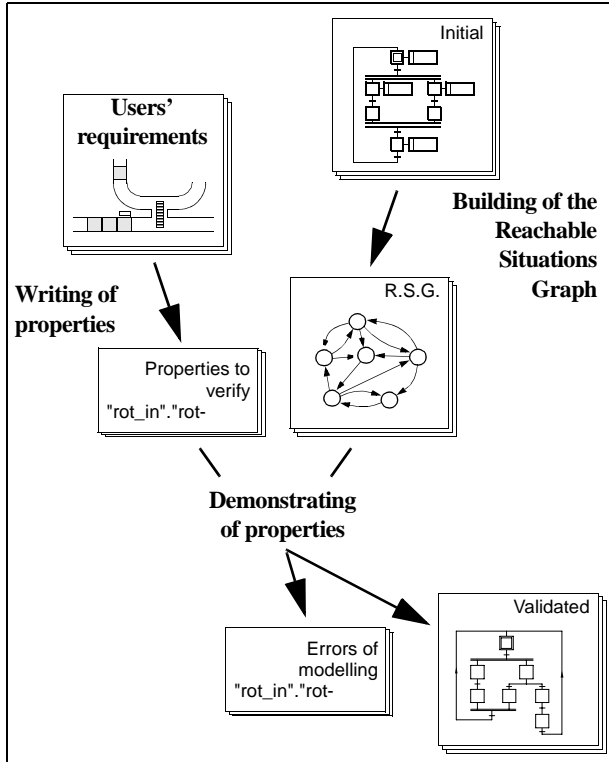 Initial
Users'
requirements
Building of the
Reachable
Situations
Graph
Writing of
properties
R.S.G.
Properties to
verify
"rot_in"."rot-
Demonstrating
of properties
Errors of
modelling
"rot_in"."rot-
Validated